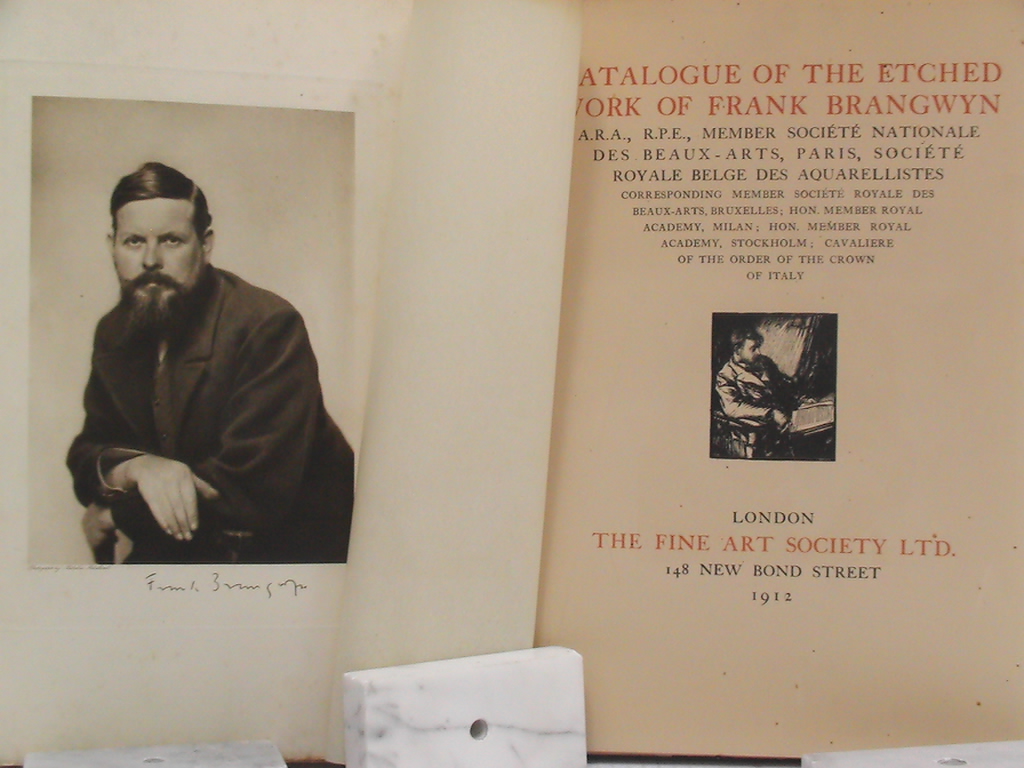 Frank Brangwyn
ATALOGUE OF THE ETCHED
WORK OF FRANK BRANGWYN
A.R.A., R.P.E., MEMBER SOCIÉTÉ NATIONALE
DES BEAUX-ARTS, PARIS, SOCIÉTÉ
ROYALE BELGE DES AQUARELLISTES
CORRESPONDING MEMBER SOCIÉTÉ ROYALE DES
BEAUX-ARTS, BRUXELLES; HON. MEMBER ROYAL
ACADEMY, MILAN; HON. MEMBER ROYAL
ACADEMY, STOCKHOLM; CAVALIERE
OF THE ORDER OF THE CROWN
OF ITALY
LONDON
THE FINE ART SOCIETY LTD.
148 NEW BOND STREET
1912